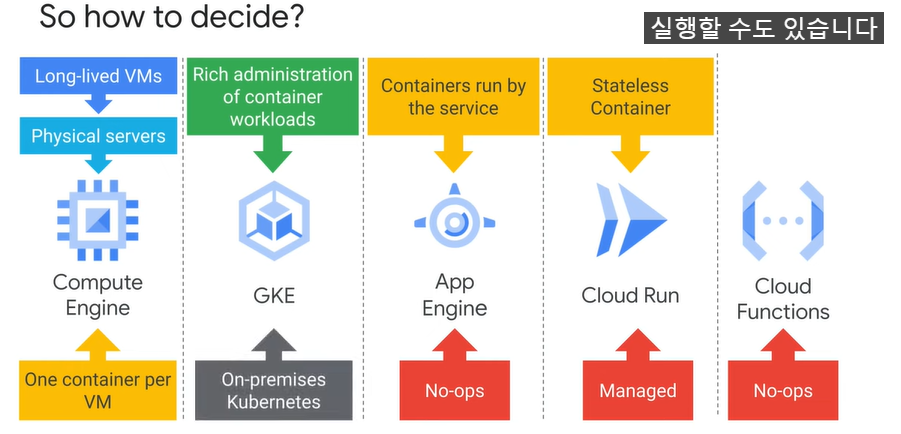 So how to decide?
실행할 수도 있습니다
Long-lived VMs
Physical servers
Rich administration
of container
workloads
Containers run by
the service
Stateless
Container
Compute
Engine
GKE
App
Engine
Cloud Run
Cloud
Functions
One container per
VM
On-premises
Kubernetes
No-ops
Managed
No-ops